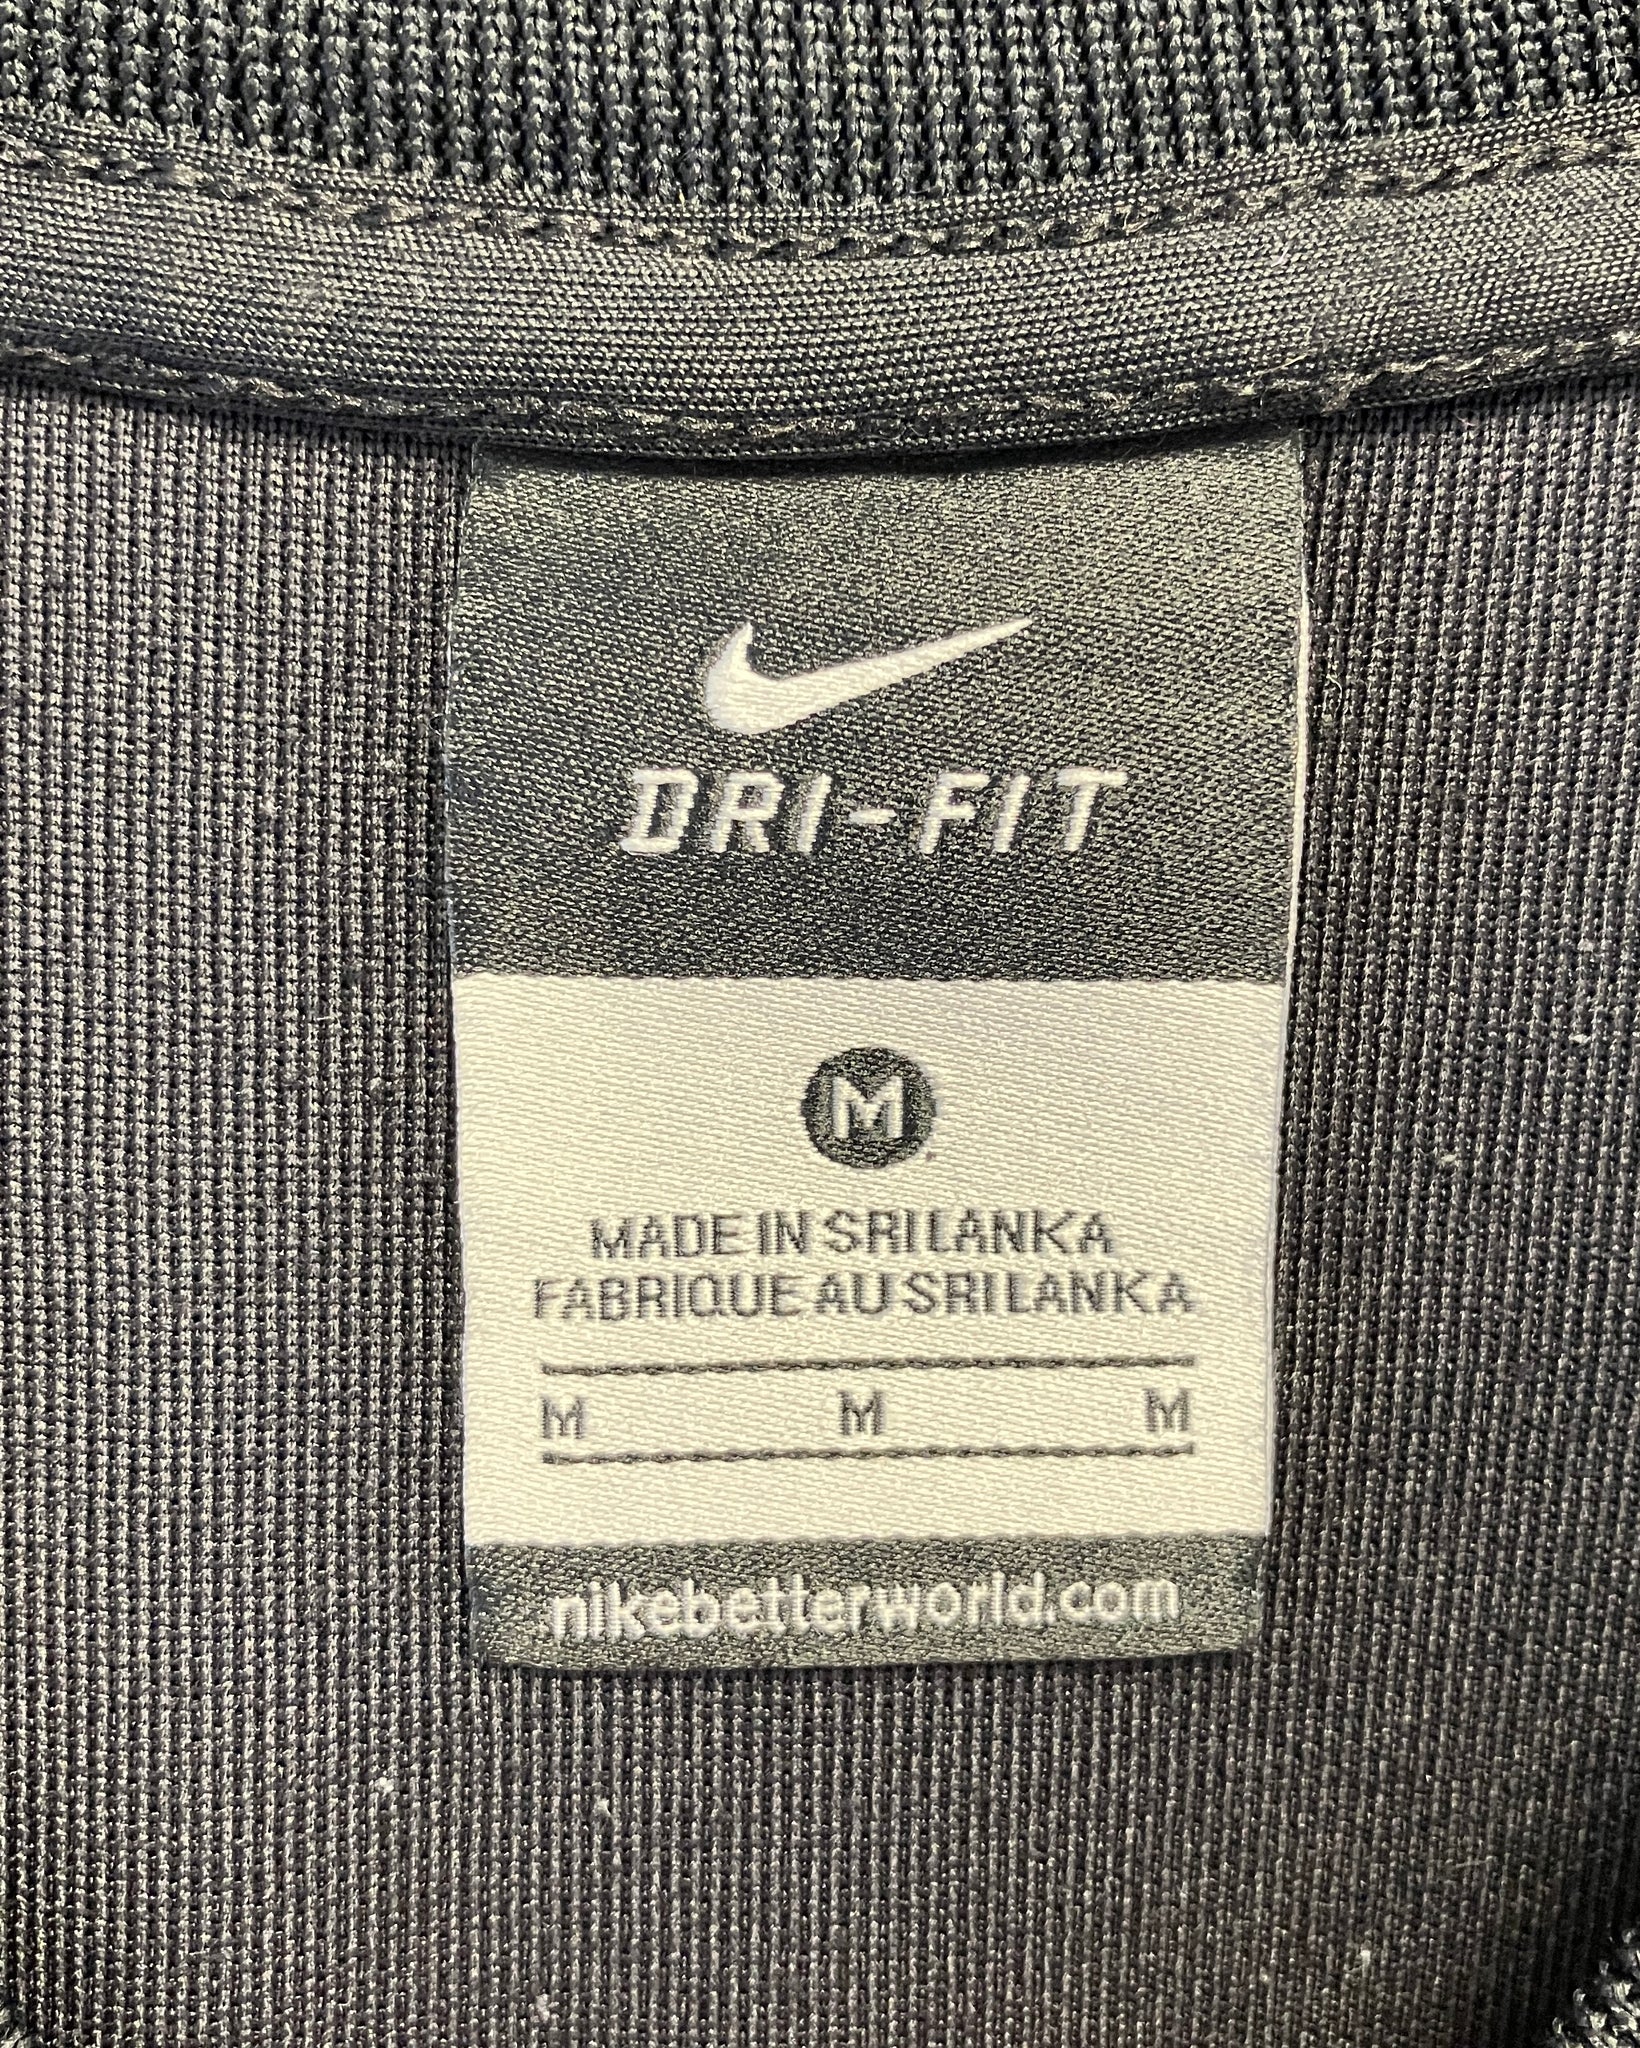 DRI-FIT
M
MADE IN SRI LANKA
FABRIQUE AU SRI LANKA
M M M
nikebetterworld.com